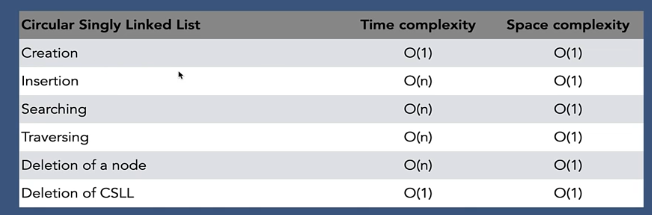 Circular Singly Linked List Time complexity Space complexity
Creation O(1) O(1)
Insertion O(n) O(1)
Searching O(n) O(1)
Traversing O(n) O(1)
Deletion of a node O(n) O(1)
Deletion of CSLL O(1) O(1)